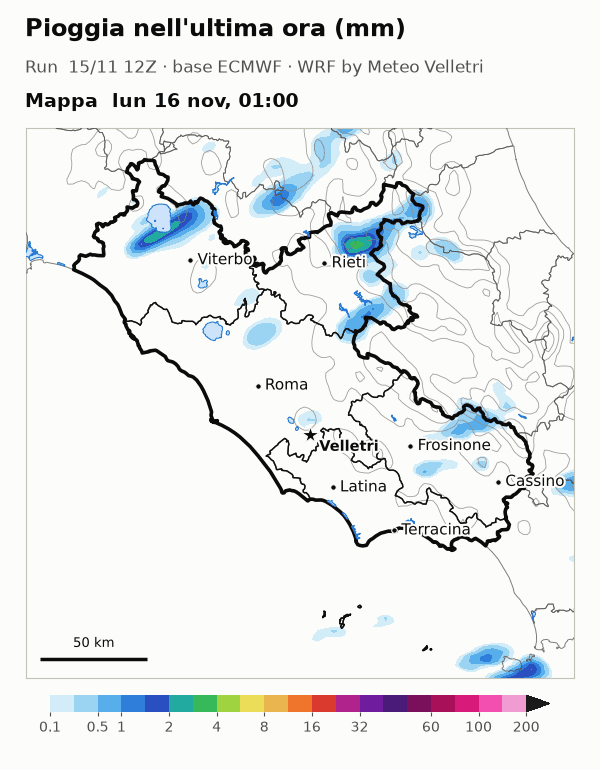 Pioggia nell'ultima ora (mm)
Run  15/11 12Z · base ECMWF · WRF by Meteo Velletri
Mappa  lun 16 nov, 01:00
Viterbo
Rieti
Roma
Velletri
Frosinone
Latina
Cassino
Terracina
50 km
0.1 0.5 1 2 4 8 16 32 60 100 200